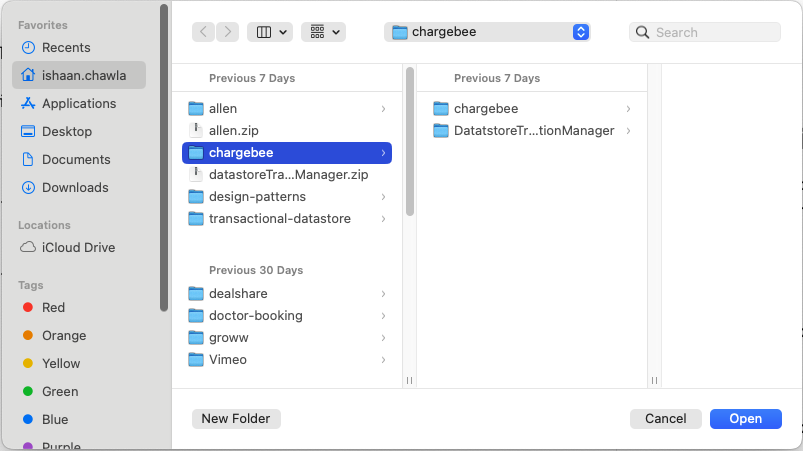 Favorites
Recents
ishaan.chawla
Applications
Desktop
Documents
Downloads
Locations
iCloud Drive
Tags
Red
Orange
Yellow
Green
Blue
Purple
chargebee
Search
Previous 7 Days
allen
allen.zip
chargebee
datastoreTra...Manager.zip
design-patterns
transactional-datastore
Previous 30 Days
dealshare
doctor-booking
groww
Vimeo
Previous 7 Days
chargebee
DatatstoreTr...tionManager
New Folder
Cancel
Open